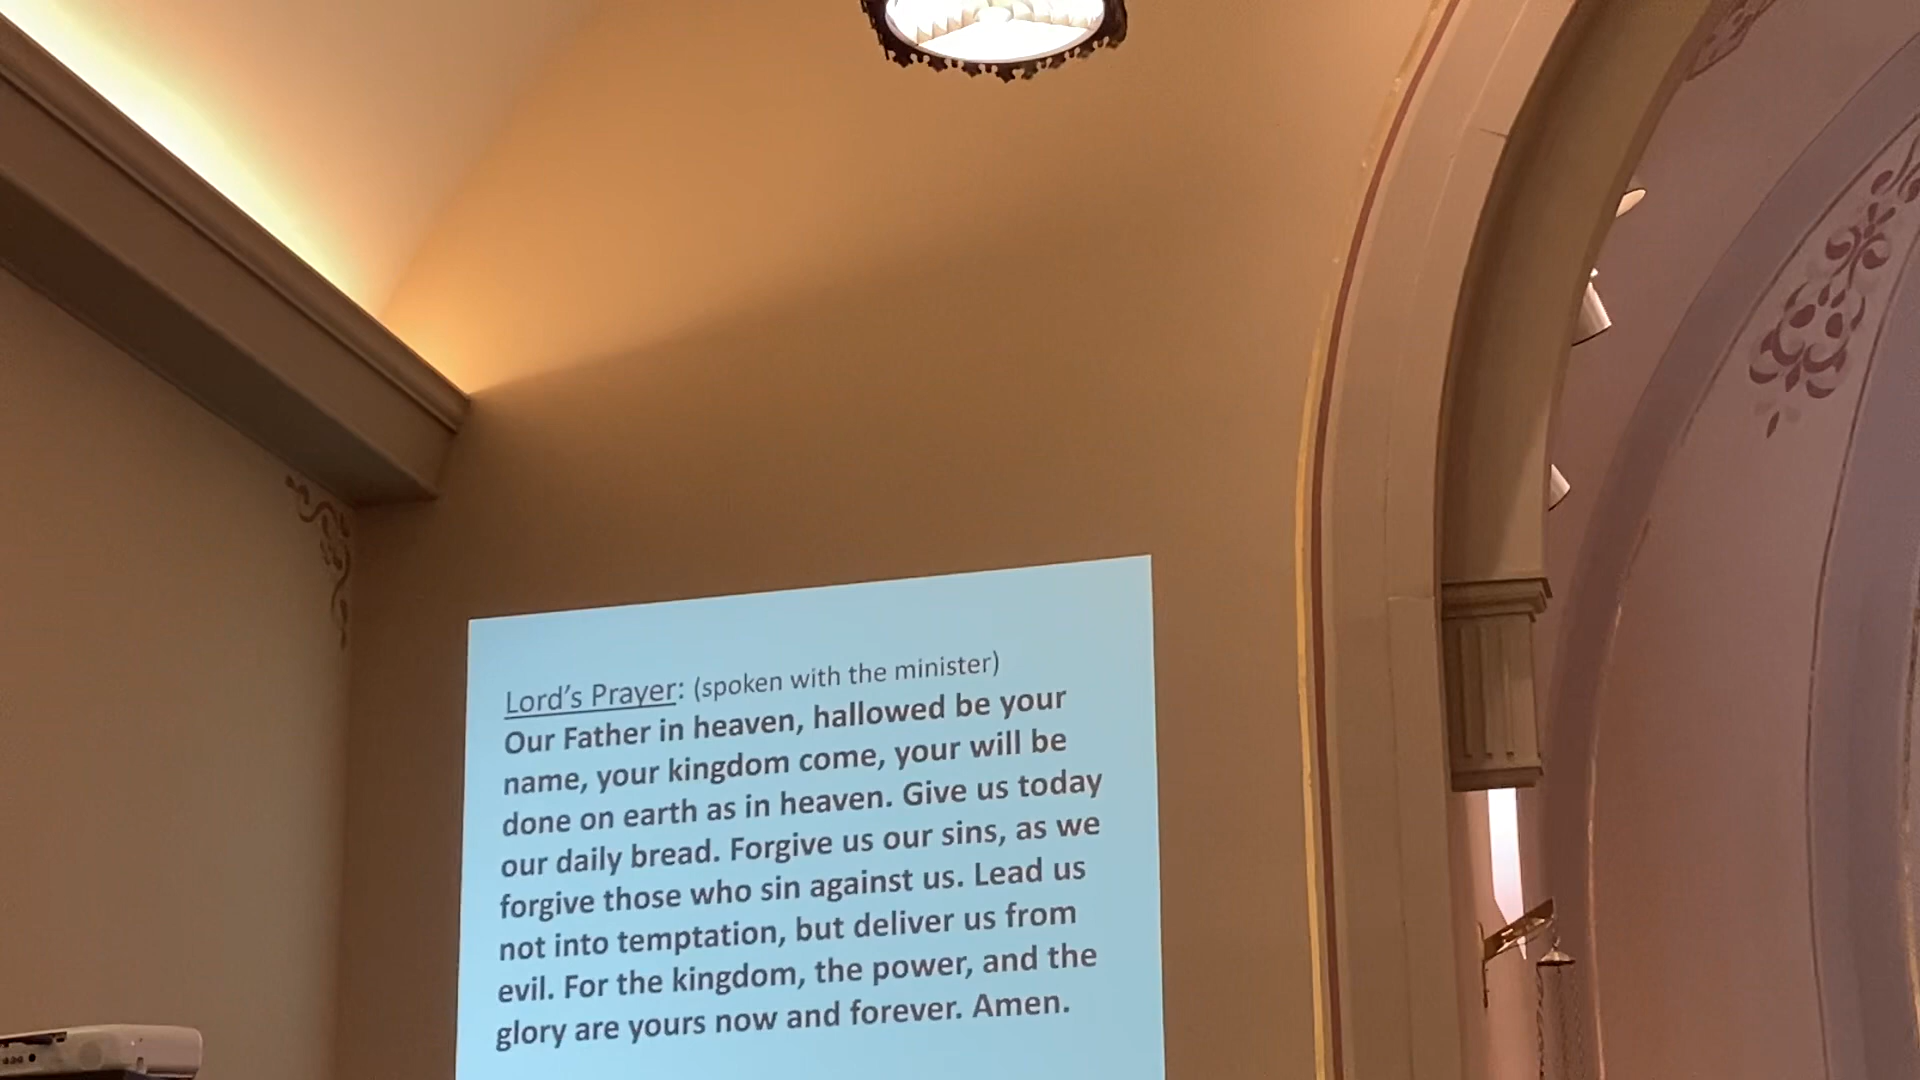 Lord's Prayer: (spoken with the minister)
Our Father in heaven, hallowed be your
name, your kingdom come, your will be
done on earth as in heaven. Give us today
our daily bread. Forgive us our sins, as we
forgive those who sin against us. Lead us
not into temptation, but deliver us from
evil. For the kingdom, the power, and the
glory are yours now and forever. Amen.